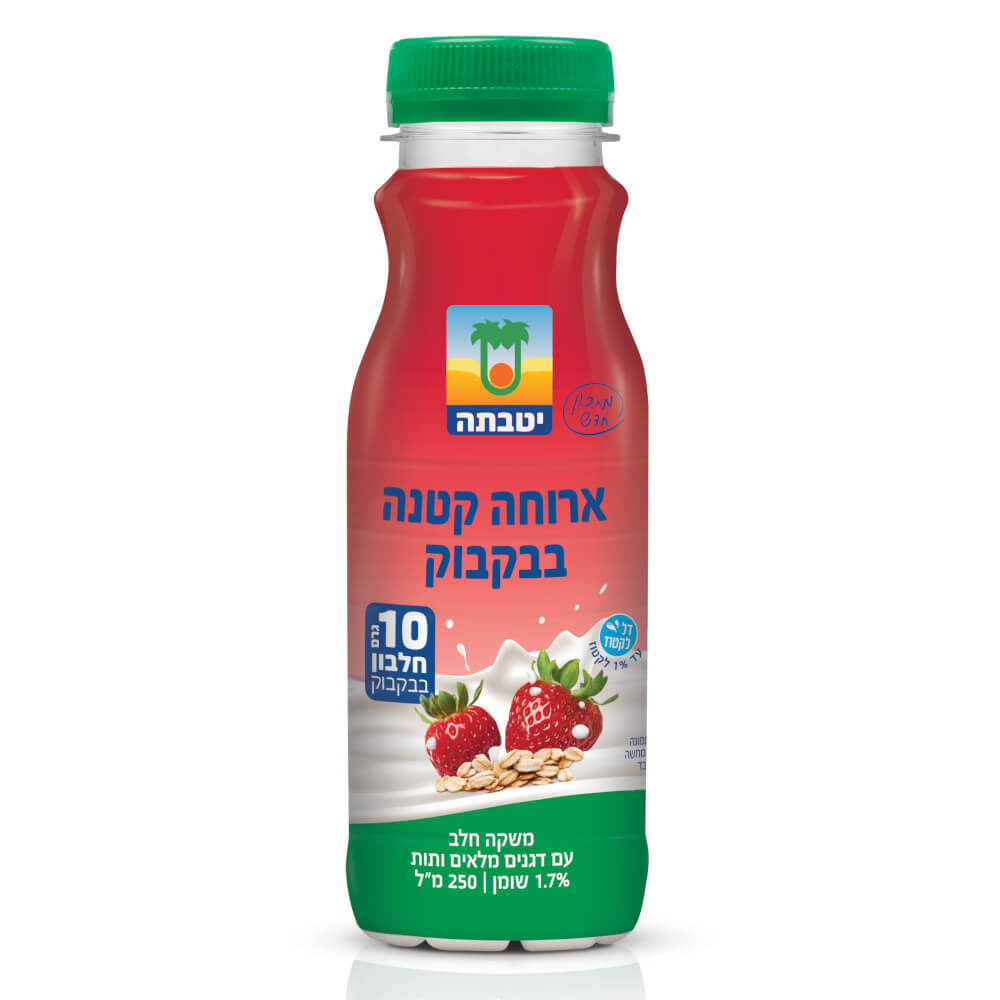 יטבתה
מתכון
חדש
ארוחה קטנה
בבקבוק
10 גרם
חלבון
בבקבוק
דל
לקטוז
עד 1% לקטוז
משקה חלב
עם דגנים מלאים ותות
1.7% שומן | 250 מ"ל